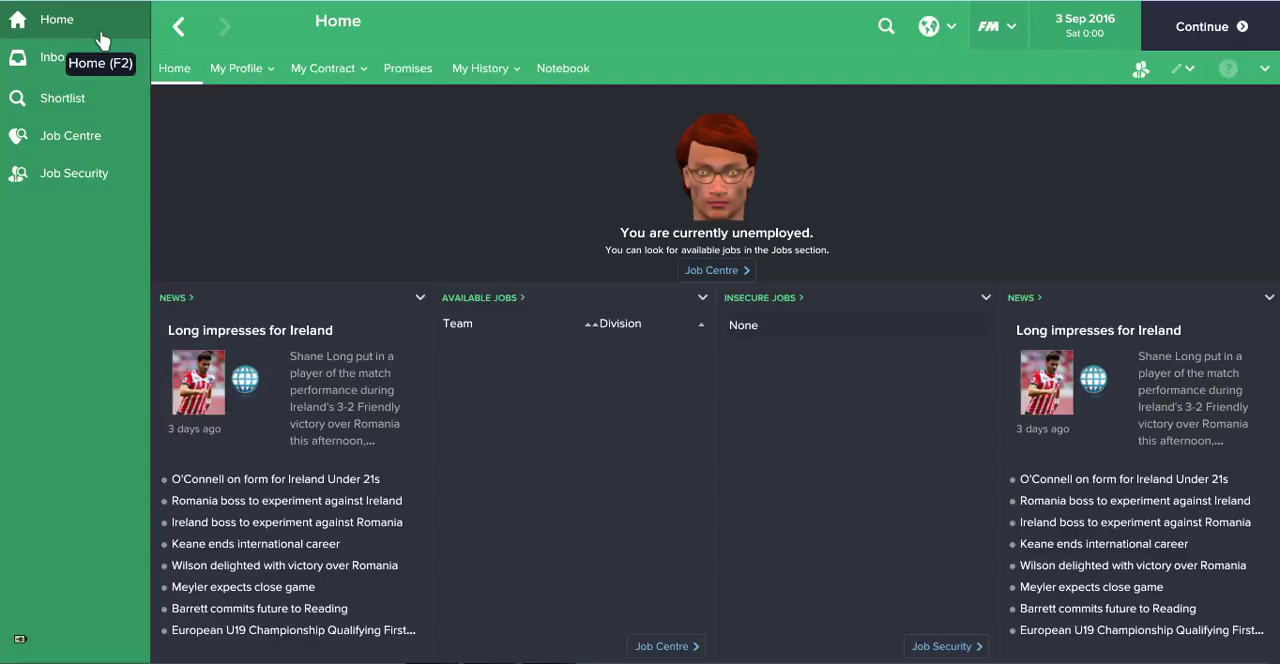 Home
Inbo
Home (F2)
Shortlist
Job Centre
Job Security
Home
FM
3 Sep 2016
Sat 0:00
Continue
Home
My Profile
My Contract
Promises
My History
Notebook
?
You are currently unemployed.
You can look for available jobs in the Jobs section.
Job Centre
NEWS
Long impresses for Ireland
Shane Long put in a
player of the match
performance during
Ireland's 3-2 Friendly
victory over Romania
this afternoon,...
3 days ago
O'Connell on form for Ireland Under 21s
Romania boss to experiment against Ireland
Ireland boss to experiment against Romania
Keane ends international career
Wilson delighted with victory over Romania
Meyler expects close game
Barrett commits future to Reading
European U19 Championship Qualifying First...
AVAILABLE JOBS
Team
Division
Job Centre
INSECURE JOBS
None
Job Security
NEWS
Long impresses for Ireland
Shane Long put in a
player of the match
performance during
Ireland's 3-2 Friendly
victory over Romania
this afternoon,...
3 days ago
O'Connell on form for Ireland Under 21s
Romania boss to experiment against Ireland
Ireland boss to experiment against Romania
Keane ends international career
Wilson delighted with victory over Romania
Meyler expects close game
Barrett commits future to Reading
European U19 Championship Qualifying First...